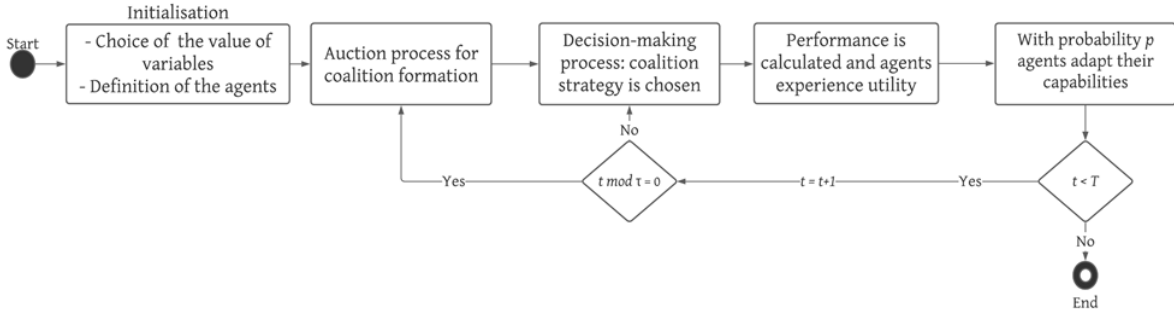 Initialisation
Start
- Choice of the value of
variables
- Definition of the agents
Auction process for
coalition formation
Decision-making
process: coalition
strategy is chosen
Performance is
calculated and agents
experience utility
With probability p
agents adapt their
capabilities
No
Yes
t mod τ = 0
t = t+1
Yes
t < T
No
End